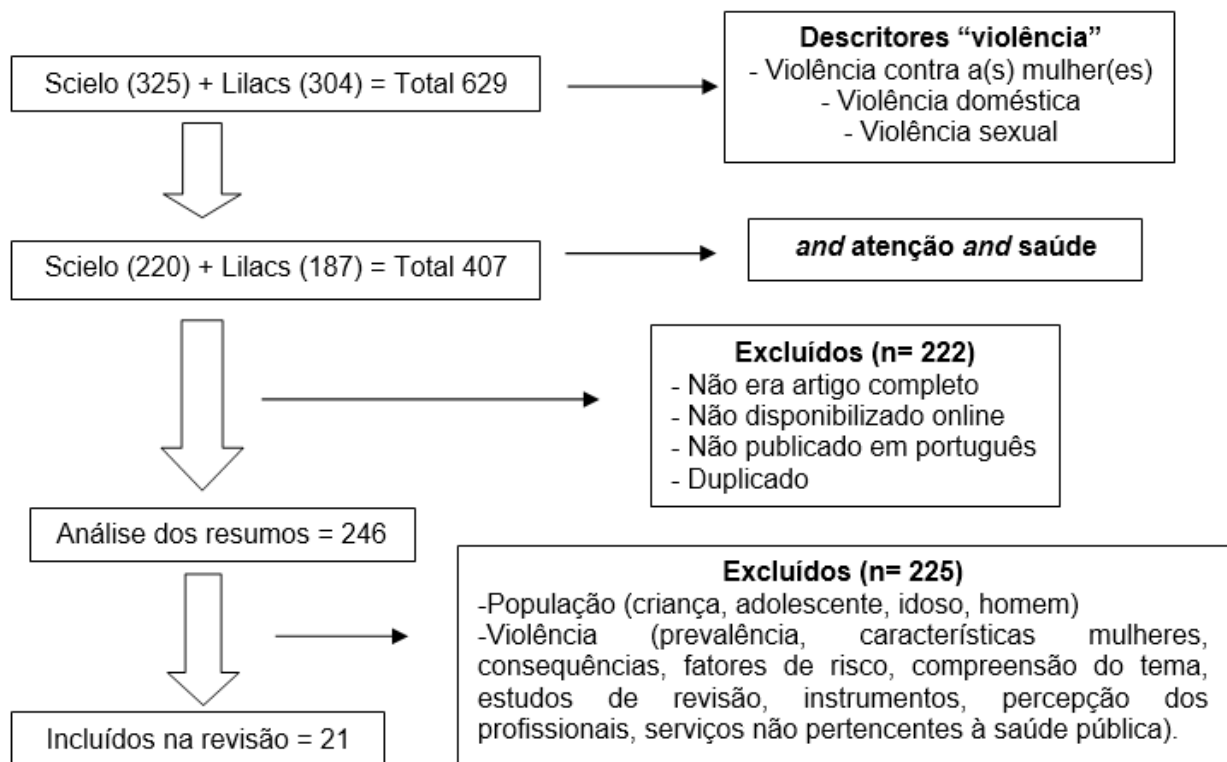 Scielo (325) + Lilacs (304) = Total 629
Descritores “violência”
- Violência contra a(s) mulher(es)
- Violência doméstica
- Violência sexual
Scielo (220) + Lilacs (187) = Total 407
and atenção and saúde
Excluídos (n= 222)
- Não era artigo completo
- Não disponibilizado online
- Não publicado em português
- Duplicado
Análise dos resumos = 246
Excluídos (n= 225)
-População (criança, adolescente, idoso, homem)
-Violência (prevalência, características mulheres,
consequências, fatores de risco, compreensão do tema,
estudos de revisão, instrumentos, percepção dos
profissionais, serviços não pertencentes à saúde pública).
Incluídos na revisão = 21